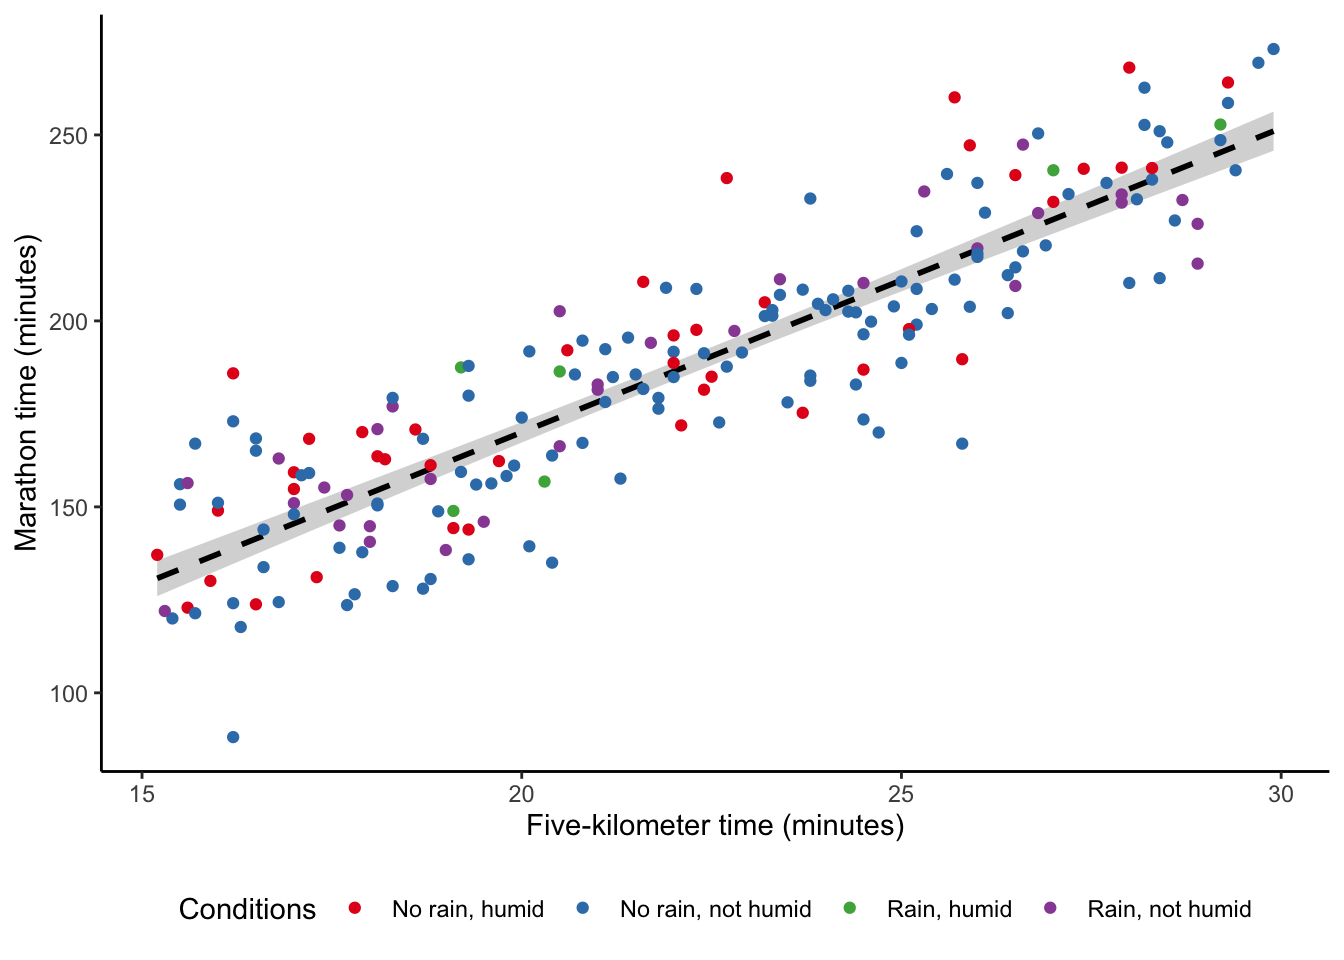 250
200
150
100
Marathon time (minutes)
15 20 25 30
Five-kilometer time (minutes)
Conditions No rain, humid No rain, not humid Rain, humid Rain, not humid